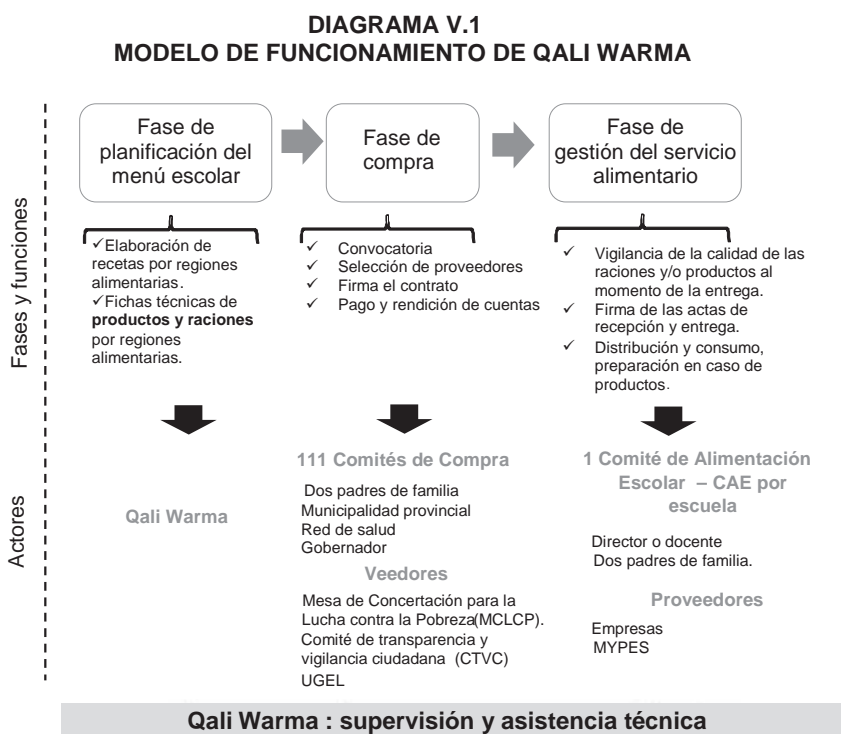 DIAGRAMA V.1
MODELO DE FUNCIONAMIENTO DE QALI WARMA
Fases y funciones
Fase de
planificación del
menú escolar
Fase de
compra
Fase de
gestión del servicio
alimentario
✓Elaboración de
recetas por regiones
alimentarias.
✓Fichas técnicas de
productos y raciones
por regiones
alimentarias.
✓ Convocatoria
✓ Selección de proveedores
✓ Firma el contrato
✓ Pago y rendición de cuentas
✓ Vigilancia de la calidad de las
raciones y/o productos al
momento de la entrega.
✓ Firma de las actas de
recepción y entrega.
✓ Distribución y consumo,
preparación en caso de
productos.
Actores
Qali Warma
111 Comités de Compra
Dos padres de familia
Municipalidad provincial
Red de salud
Gobernador
Veedores
Mesa de Concertación para la
Lucha contra la Pobreza(MCLCP).
Comité de transparencia y
vigilancia ciudadana (CTVC)
UGEL
1 Comité de Alimentación
Escolar – CAE por
escuela
Director o docente
Dos padres de familia.
Proveedores
Empresas
MYPES
Qali Warma : supervisión y asistencia técnica